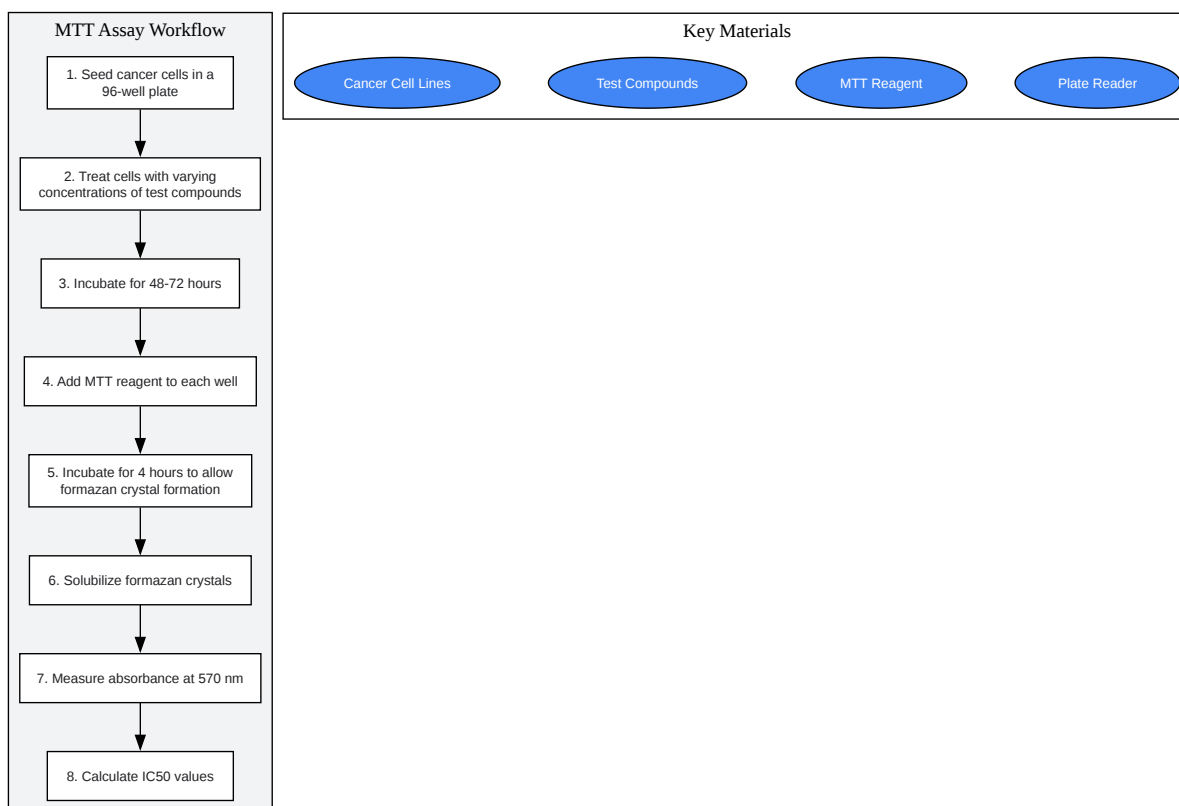 MTT Assay Workflow
1. Seed cancer cells in a
96-well plate
2. Treat cells with varying
concentrations of test compounds
3. Incubate for 48-72 hours
4. Add MTT reagent to each well
5. Incubate for 4 hours to allow
formazan crystal formation
6. Solubilize formazan crystals
7. Measure absorbance at 570 nm
8. Calculate IC50 values
Key Materials
Cancer Cell Lines
Test Compounds
MTT Reagent
Plate Reader